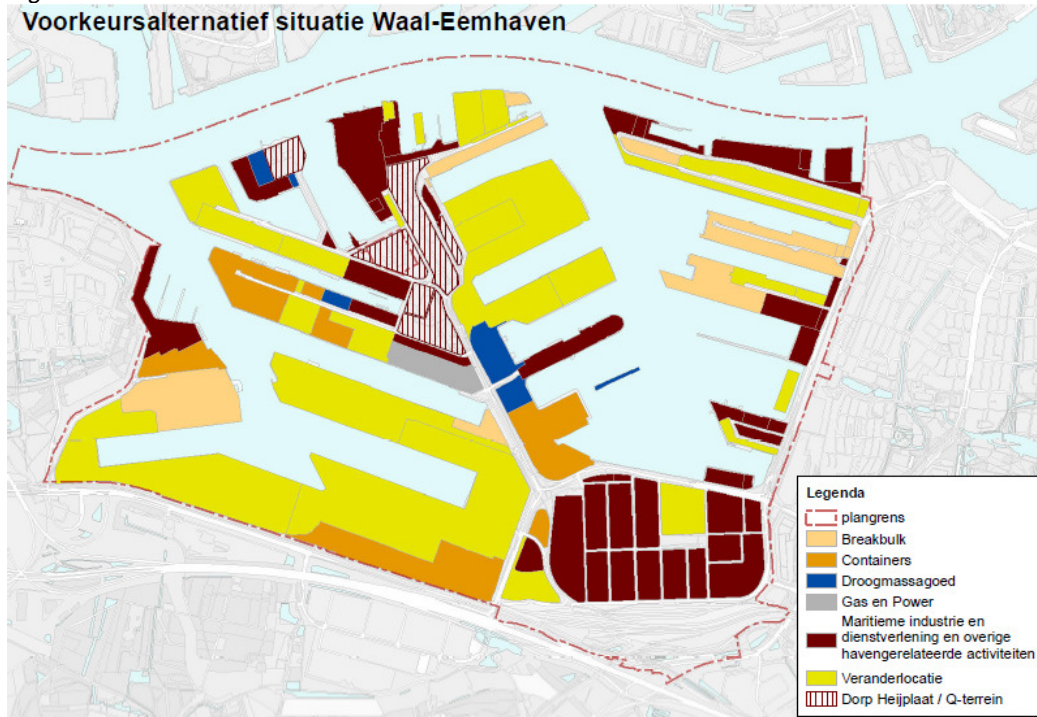 Voorkeursalternatief situatie Waal-Eemhaven
Legenda
plangrens
Breakbulk
Containers
Droogmassagoed
Gas en Power
Maritieme industrie en
dienstverlening en overige
havengerelateerde activiteiten
Veranderlocatie
Dorp Heijplaat / Q-terrein